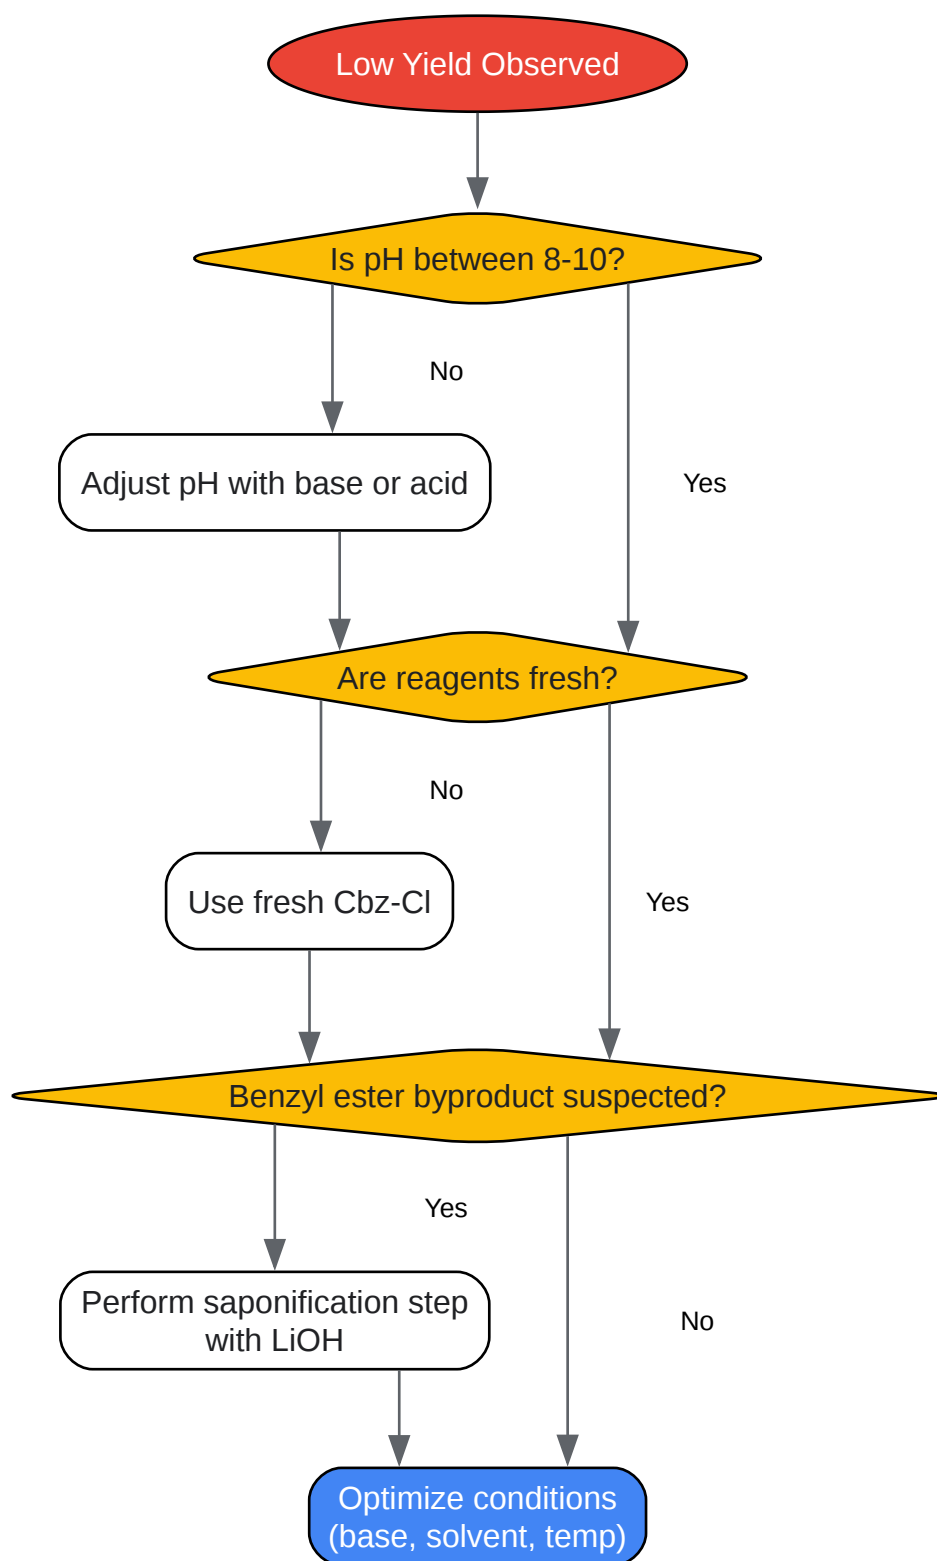 Low Yield Observed
Is pH between 8-10?
No
Adjust pH with base or acid
Yes
Are reagents fresh?
No
Use fresh Cbz-Cl
Yes
Benzyl ester byproduct suspected?
Yes
Perform saponification step
with LiOH
No
Optimize conditions
(base, solvent, temp)